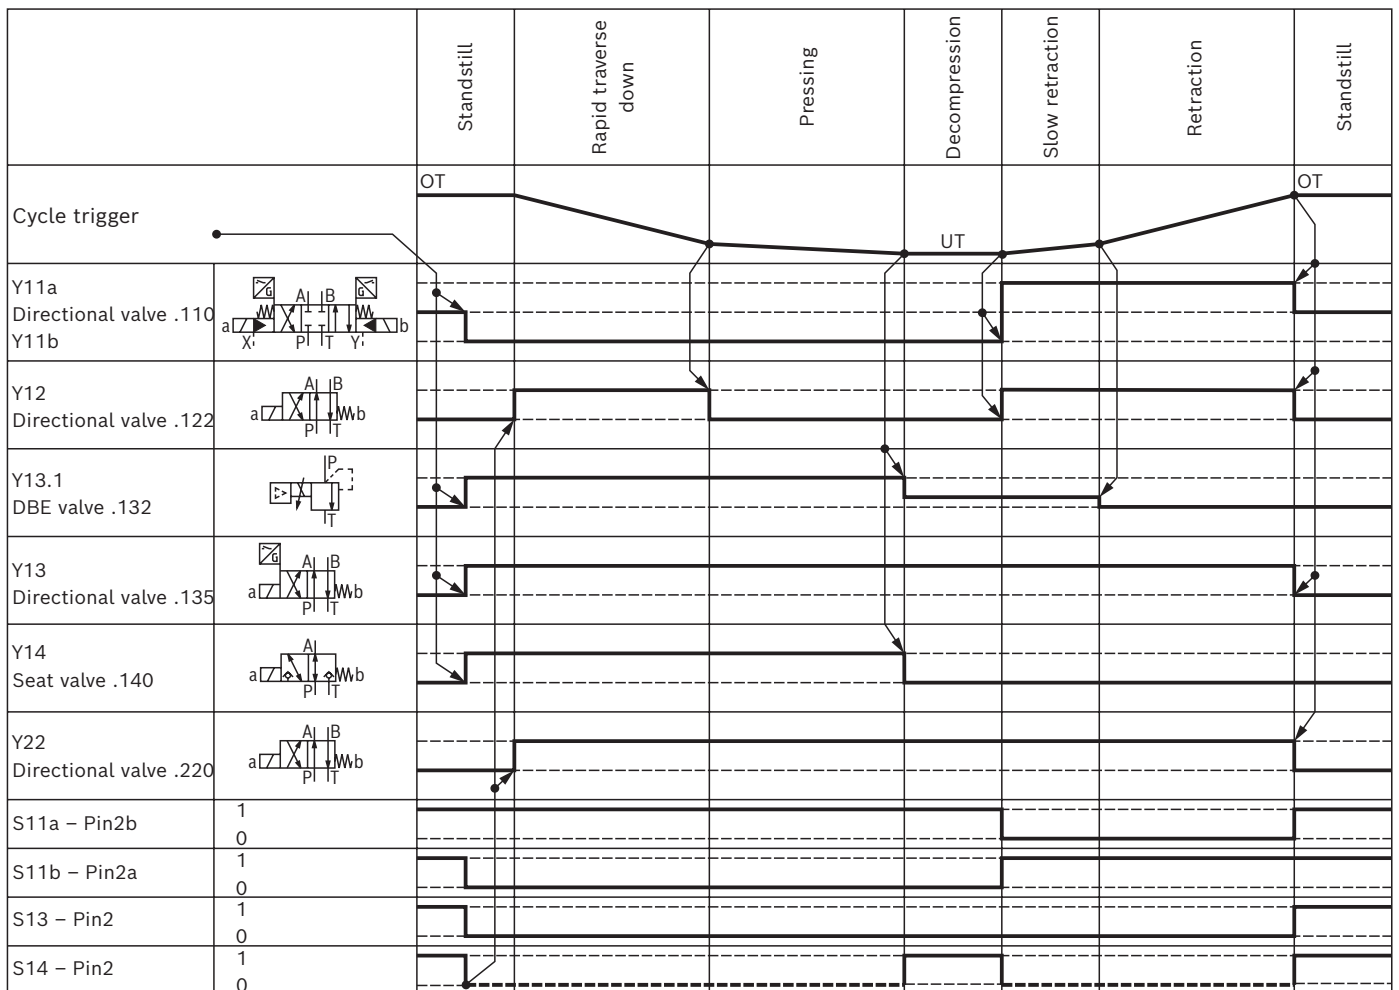 Standstill
Rapid traverse
down
Pressing
Decompression
Slow retraction
Retraction
Standstill
OT
OT
Cycle trigger
UT
Y11a
Directional valve .110
Y11b
A B
G G
a b
X P T Y
Y12
Directional valve .122
A B
a b
P T
Y13.1
DBE valve .132
P
T
Y13
Directional valve .135
G
A B
a b
P T
Y14
Seat valve .140
A
a b
P T
Y22
Directional valve .220
A B
a b
P T
S11a – Pin2b
1
0
S11b – Pin2a
1
0
S13 – Pin2
1
0
S14 – Pin2
1
0